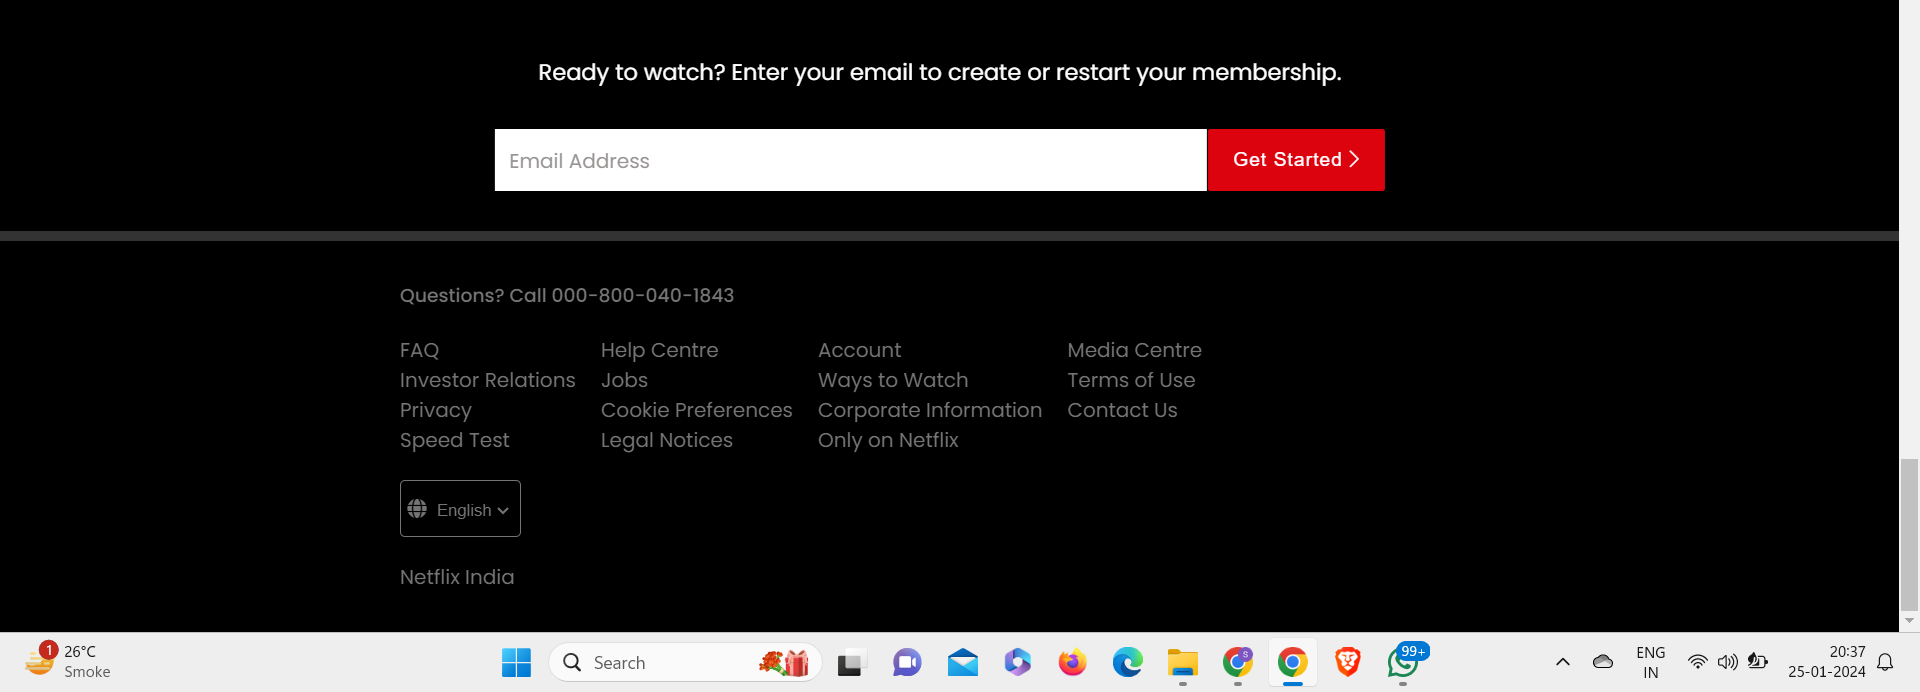 Ready to watch? Enter your email to create or restart your membership.
Email Address
Get Started
Questions? Call 000-800-040-1843
FAQ Help Centre Account Media Centre
Investor Relations Jobs Ways to Watch Terms of Use
Privacy Cookie Preferences Corporate Information Contact Us
Speed Test Legal Notices Only on Netflix
English
Netflix India
1
26°C
Smoke
Search
S
99+
ENG
IN
20:37
25-01-2024